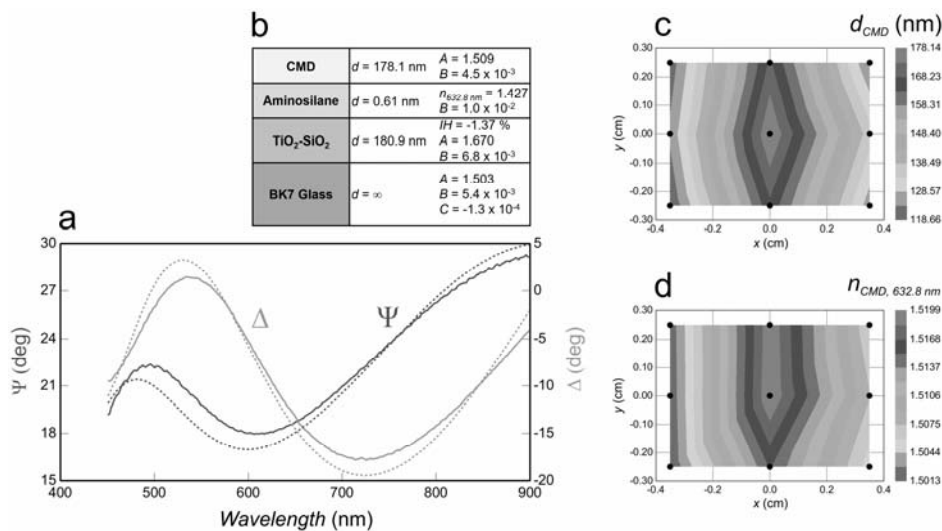 b
CMD d = 178.1 nm A = 1.509
B = 4.5 x 10-3
Aminosilane d = 0.61 nm n632.8 nm = 1.427
B = 1.0 x 10-2
TiO2-SiO2 d = 180.9 nm IH = -1.37 %
A = 1.670
B = 6.8 x 10-3
BK7 Glass d = ∞ A = 1.503
B = 5.4 x 10-3
C = -1.3 x 10-4
a
30
27
24
21
18
15
Ψ (deg)
Δ
Ψ
5
0
-5
-10
-15
-20
Δ (deg)
400 500 600 700 800 900
Wavelength (nm)
c
dCMD (nm)
0.30
0.20
0.10
0.00
-0.10
-0.20
-0.30
y (cm)
-0.4 -0.2 0.0 0.2 0.4
x (cm)
178.14
168.23
158.31
148.40
138.49
128.57
118.66
d
nCMD, 632.8 nm
0.30
0.20
0.10
0.00
-0.10
-0.20
-0.30
y (cm)
-0.4 -0.2 0.0 0.2 0.4
x (cm)
1.5199
1.5168
1.5137
1.5106
1.5075
1.5044
1.5013